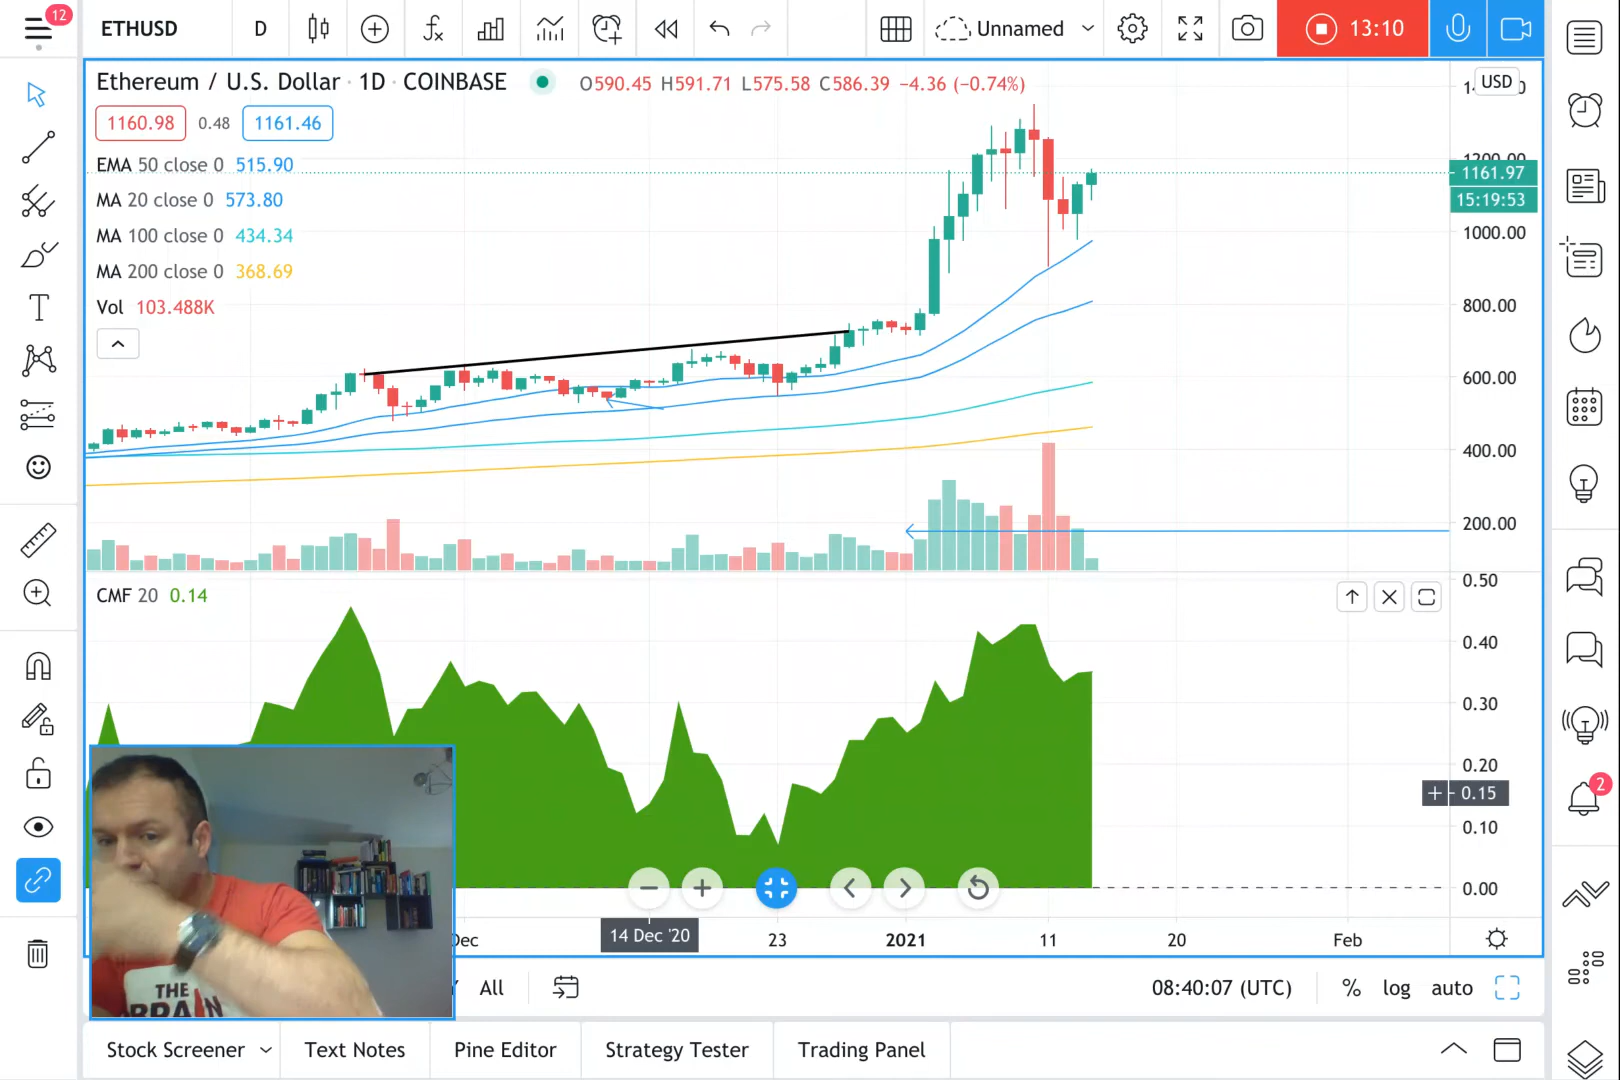 12
ETHUSD
D
Unnamed
13:10
Ethereum / U.S. Dollar · 1D · COINBASE
O590.45 H591.71 L575.58 C586.39 −4.36 (−0.74%)
USD
1160.98 0.48 1161.46
EMA 50 close 0 515.90
MA 20 close 0 573.80
MA 100 close 0 434.34
MA 200 close 0 368.69
Vol 103.488K
1200.00
1161.97
15:19:53
1000.00
800.00
600.00
400.00
200.00
CMF 20 0.14
0.50
0.40
0.30
0.20
0.15
0.10
0.00
2
THE
BRAIN
Dec
14 Dec '20
23
2021
11
20
Feb
All
08:40:07 (UTC)
%
log
auto
Stock Screener
Text Notes
Pine Editor
Strategy Tester
Trading Panel